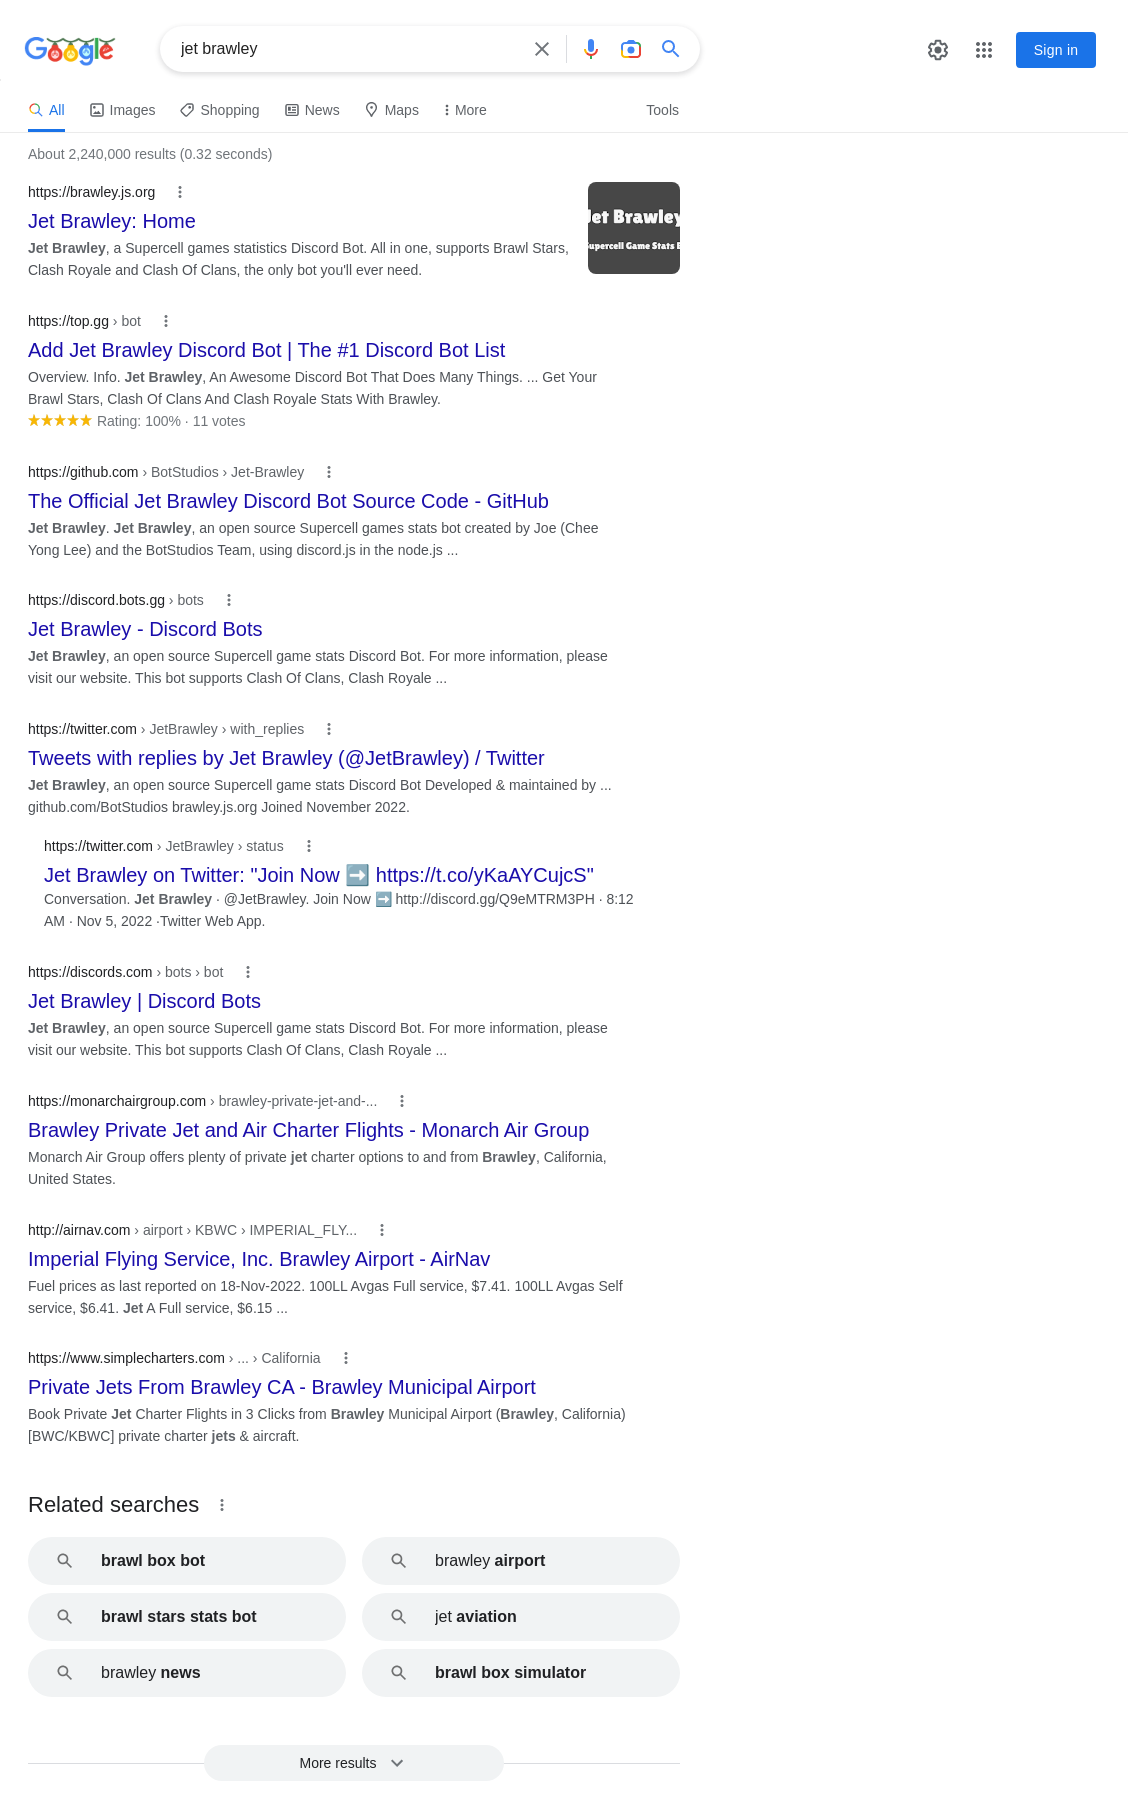 Google
jet brawley
Sign in
All Images Shopping News Maps More Tools
About 2,240,000 results (0.32 seconds)
https://brawley.js.org
Jet Brawley: Home
Jet Brawley, a Supercell games statistics Discord Bot. All in one, supports Brawl Stars,
Clash Royale and Clash Of Clans, the only bot you'll ever need.
Jet Brawley
Supercell Game Stats B
https://top.gg › bot
Add Jet Brawley Discord Bot | The #1 Discord Bot List
Overview. Info. Jet Brawley, An Awesome Discord Bot That Does Many Things. ... Get Your
Brawl Stars, Clash Of Clans And Clash Royale Stats With Brawley.
Rating: 100% · 11 votes
https://github.com › BotStudios › Jet-Brawley
The Official Jet Brawley Discord Bot Source Code - GitHub
Jet Brawley. Jet Brawley, an open source Supercell games stats bot created by Joe (Chee
Yong Lee) and the BotStudios Team, using discord.js in the node.js ...
https://discord.bots.gg › bots
Jet Brawley - Discord Bots
Jet Brawley, an open source Supercell game stats Discord Bot. For more information, please
visit our website. This bot supports Clash Of Clans, Clash Royale ...
https://twitter.com › JetBrawley › with_replies
Tweets with replies by Jet Brawley (@JetBrawley) / Twitter
Jet Brawley, an open source Supercell game stats Discord Bot Developed & maintained by ...
github.com/BotStudios brawley.js.org Joined November 2022.
https://twitter.com › JetBrawley › status
Jet Brawley on Twitter: "Join Now ➡️ https://t.co/yKaAYCujcS"
Conversation. Jet Brawley · @JetBrawley. Join Now ➡️ http://discord.gg/Q9eMTRM3PH · 8:12
AM · Nov 5, 2022 ·Twitter Web App.
https://discords.com › bots › bot
Jet Brawley | Discord Bots
Jet Brawley, an open source Supercell game stats Discord Bot. For more information, please
visit our website. This bot supports Clash Of Clans, Clash Royale ...
https://monarchairgroup.com › brawley-private-jet-and-...
Brawley Private Jet and Air Charter Flights - Monarch Air Group
Monarch Air Group offers plenty of private jet charter options to and from Brawley, California,
United States.
http://airnav.com › airport › KBWC › IMPERIAL_FLY...
Imperial Flying Service, Inc. Brawley Airport - AirNav
Fuel prices as last reported on 18-Nov-2022. 100LL Avgas Full service, $7.41. 100LL Avgas Self
service, $6.41. Jet A Full service, $6.15 ...
https://www.simplecharters.com › ... › California
Private Jets From Brawley CA - Brawley Municipal Airport
Book Private Jet Charter Flights in 3 Clicks from Brawley Municipal Airport (Brawley, California)
[BWC/KBWC] private charter jets & aircraft.
Related searches
brawl box bot
brawley airport
brawl stars stats bot
jet aviation
brawley news
brawl box simulator
More results